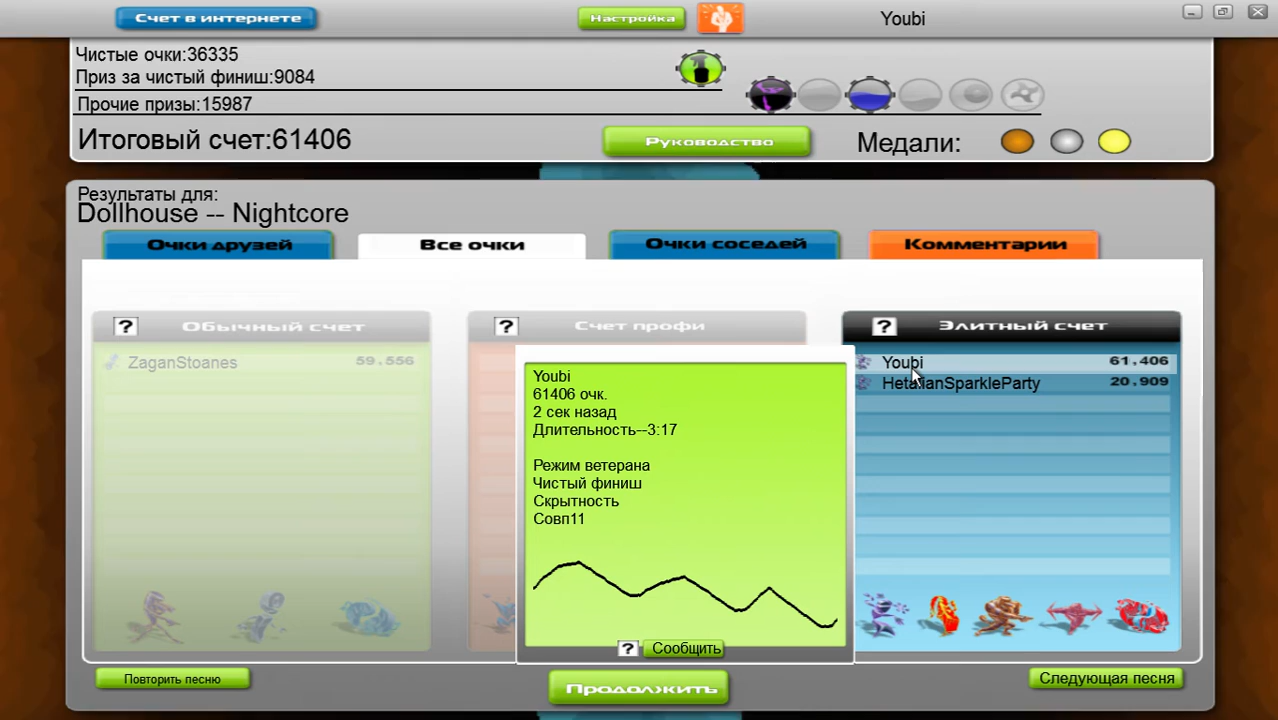 Счет в интернете
Настройка
Youbi
Чистые очки:36335
Приз за чистый финиш:9084
Прочие призы:15987
Итоговый счет:61406
Руководство
Медали:
Результаты для:
Dollhouse -- Nightcore
Очки друзей
Все очки
Очки соседей
Комментарии
? Обычный счет
? Счет профи
? Элитный счет
ZaganStoanes 59,556
Youbi 61,406
HetalianSparkleParty 20,909
Youbi
61406 очк.
2 сек назад
Длительность--3:17
Режим ветерана
Чистый финиш
Скрытность
Совп11
? Сообщить
Повторить песню
Продолжить
Следующая песня